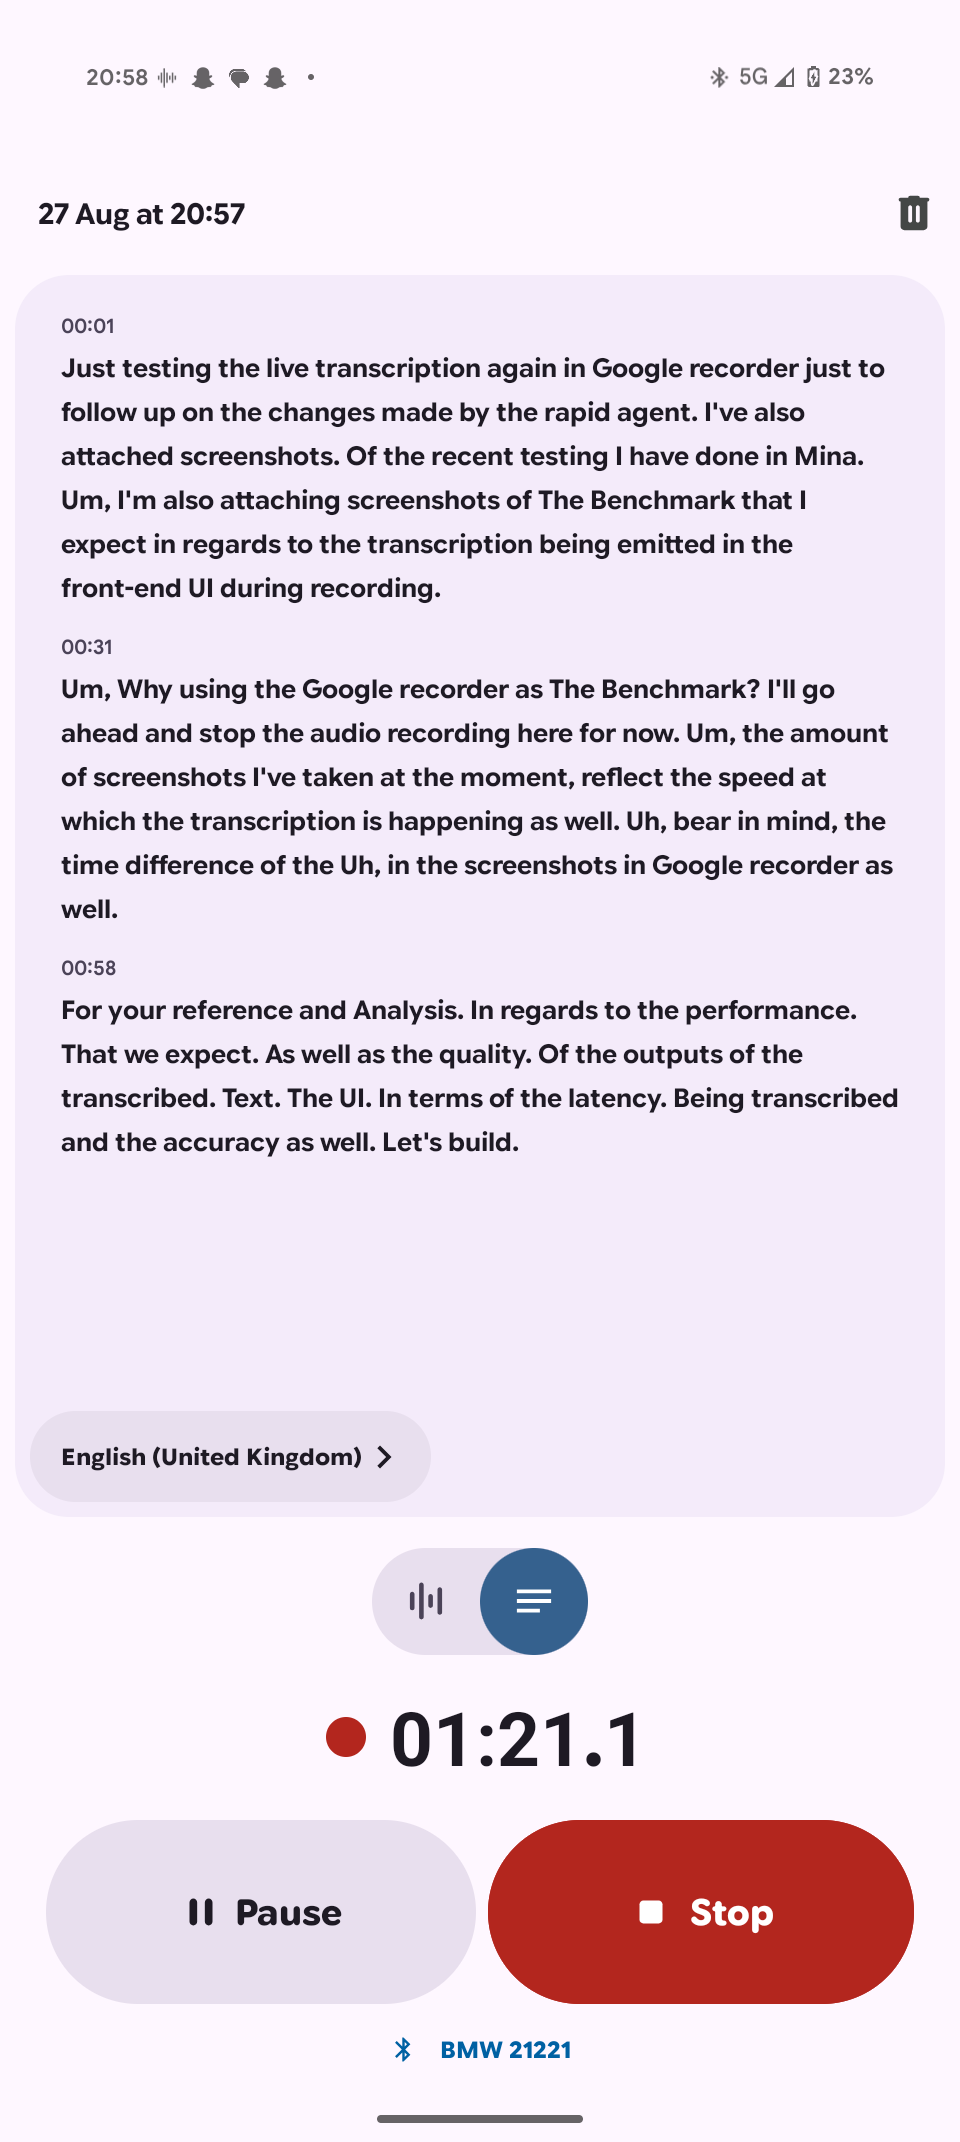 20:58
5G
23%
27 Aug at 20:57
00:01
Just testing the live transcription again in Google recorder just to
follow up on the changes made by the rapid agent. I've also
attached screenshots. Of the recent testing I have done in Mina.
Um, I'm also attaching screenshots of The Benchmark that I
expect in regards to the transcription being emitted in the
front-end UI during recording.
00:31
Um, Why using the Google recorder as The Benchmark? I'll go
ahead and stop the audio recording here for now. Um, the amount
of screenshots I've taken at the moment, reflect the speed at
which the transcription is happening as well. Uh, bear in mind, the
time difference of the Uh, in the screenshots in Google recorder as
well.
00:58
For your reference and Analysis. In regards to the performance.
That we expect. As well as the quality. Of the outputs of the
transcribed. Text. The UI. In terms of the latency. Being transcribed
and the accuracy as well. Let's build.
English (United Kingdom)
01:21.1
Pause
Stop
BMW 21221